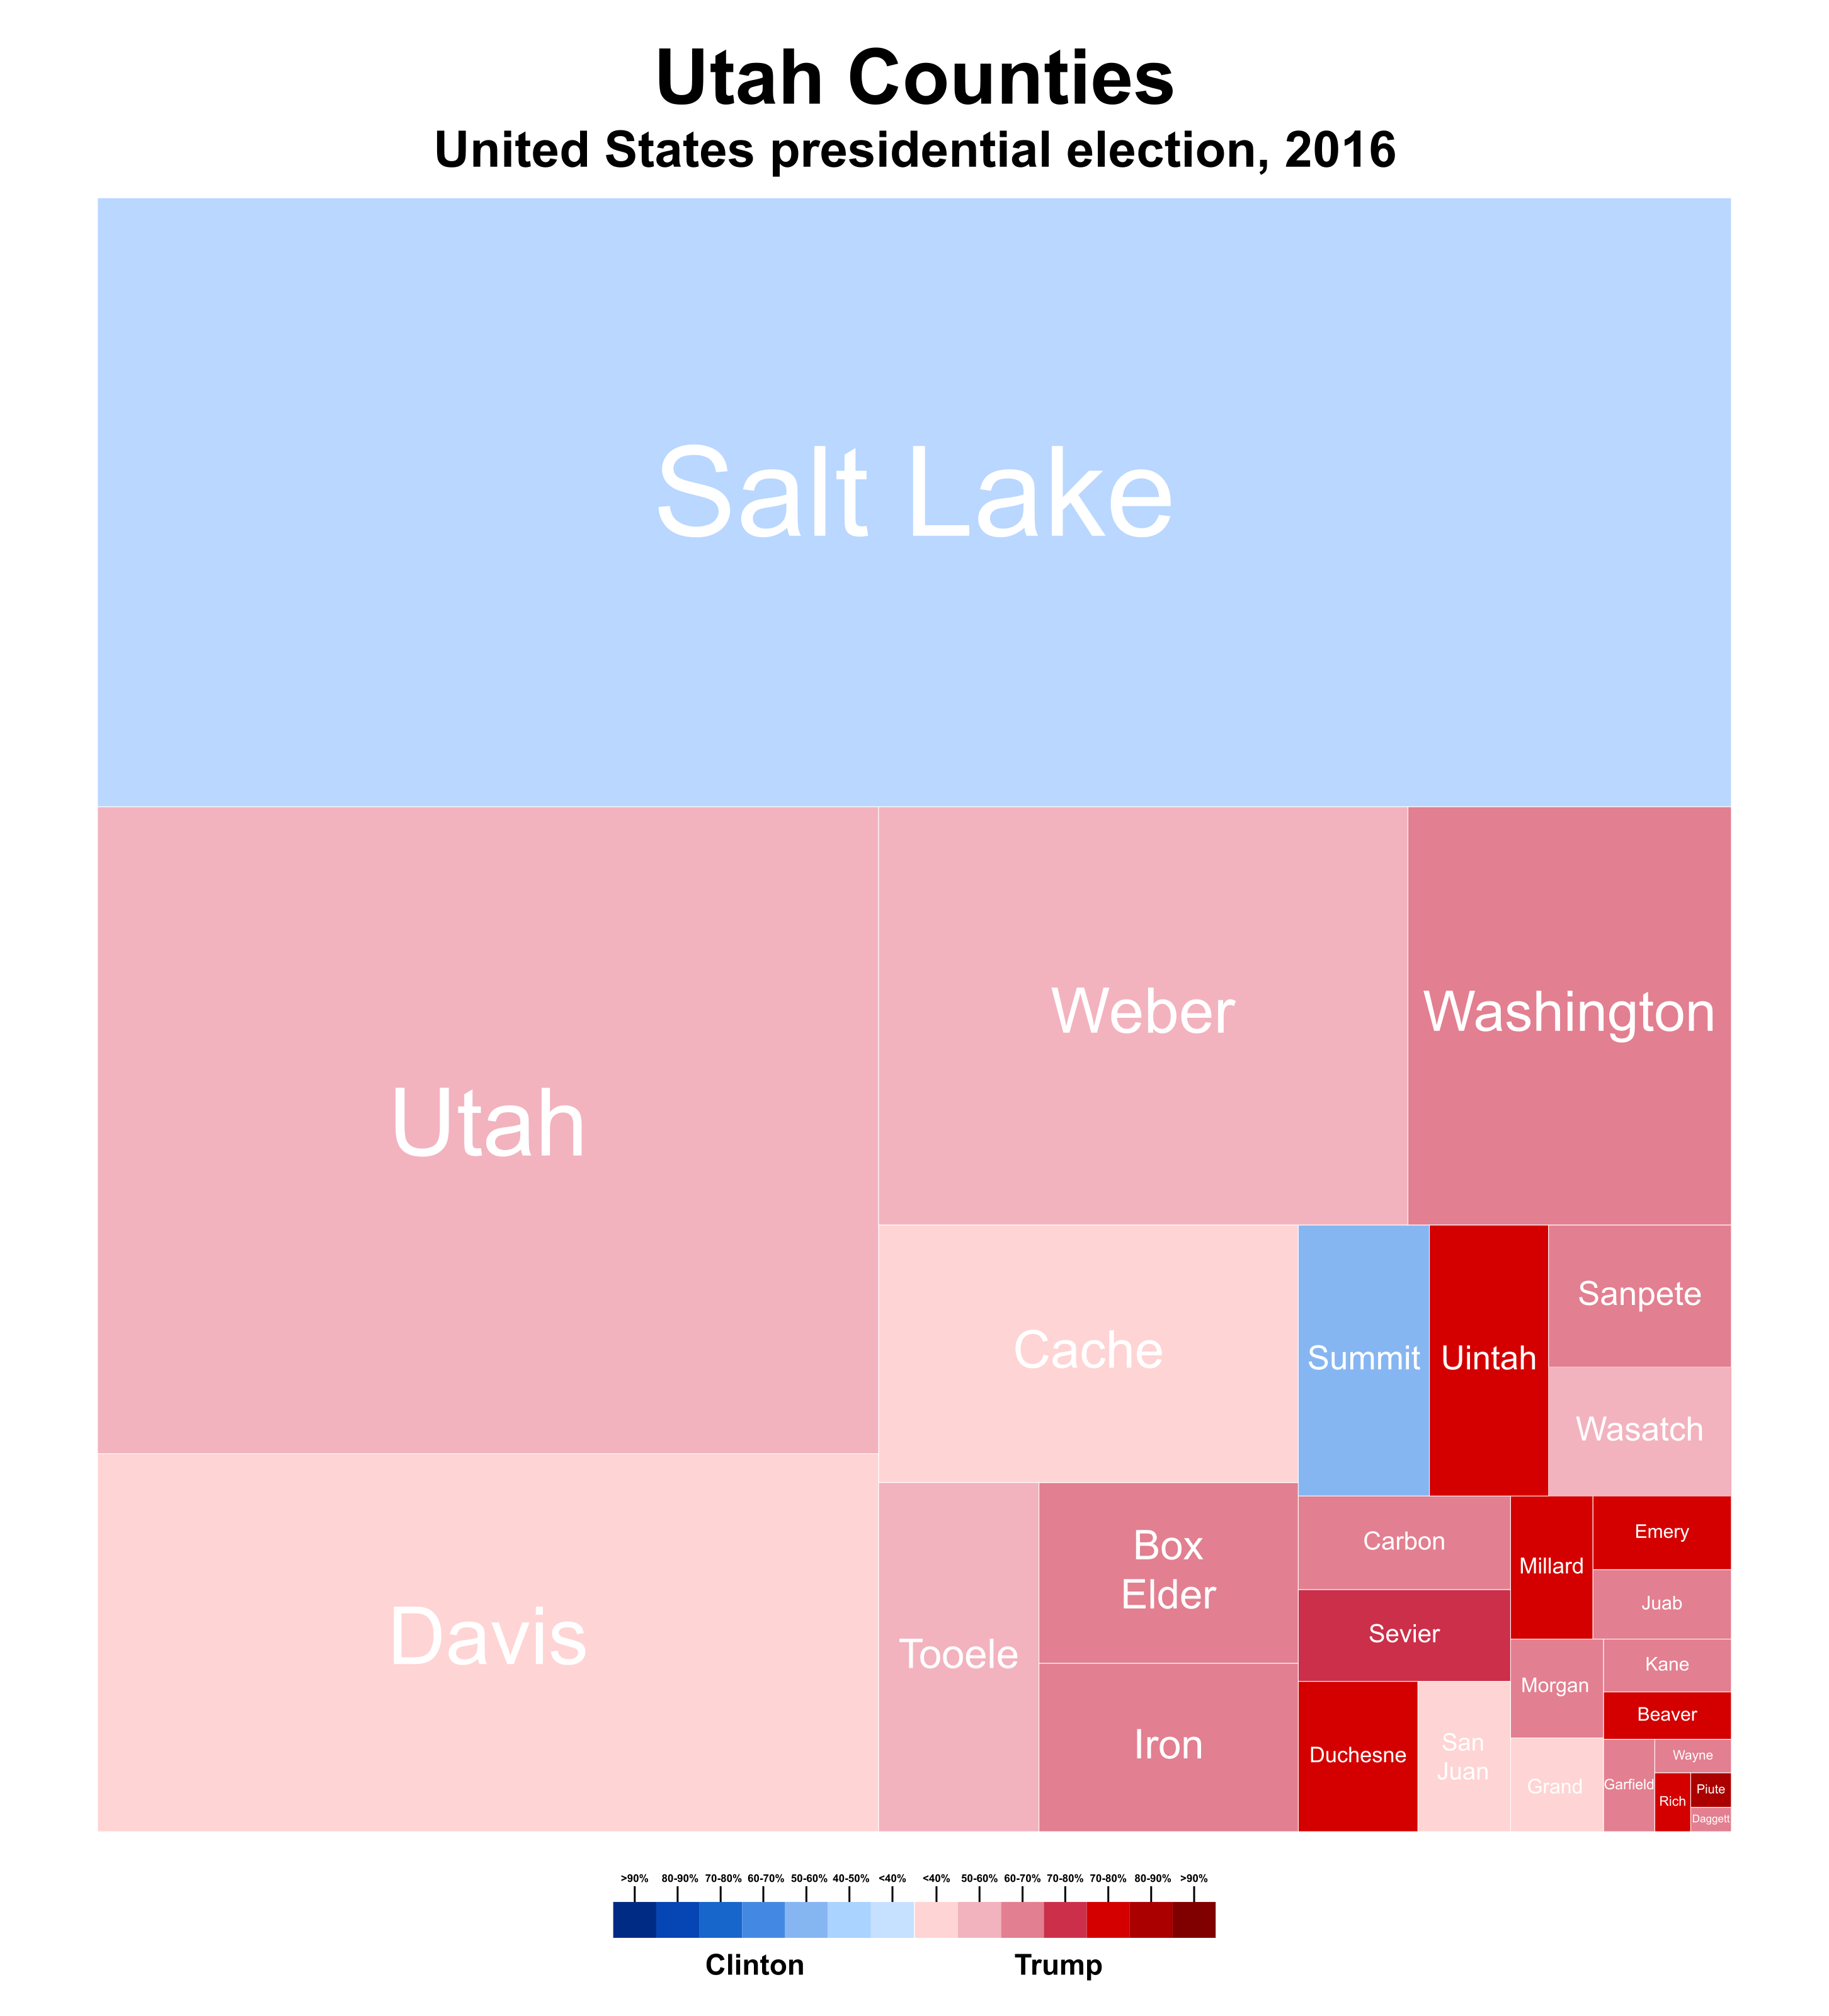 Utah Counties
United States presidential election, 2016
Salt Lake
Utah
Weber
Washington
Davis
Cache
Summit
Uintah
Sanpete
Wasatch
Tooele
Box
Elder
Iron
Carbon
Sevier
Duchesne
San
Juan
Millard
Emery
Juab
Morgan
Kane
Beaver
Grand
Garfield
Wayne
Rich
Piute
Daggett
>90% 80-90% 70-80% 60-70% 50-60% 40-50% <40% <40% 50-60% 60-70% 70-80% 70-80% 80-90% >90%
Clinton Trump